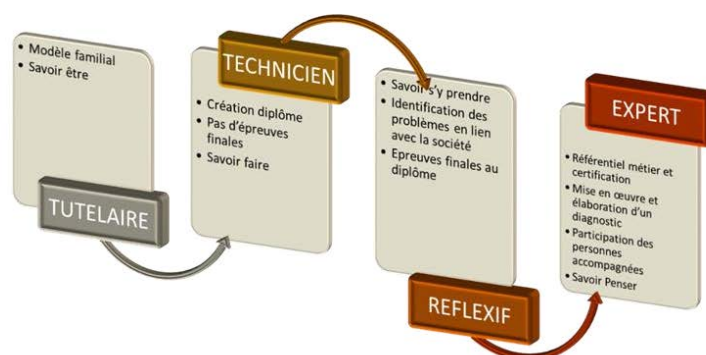 • Modèle familial
• Savoir être
TUTELAIRE
TECHNICIEN
• Création diplôme
• Pas d'épreuves
finales
• Savoir faire
• Savoir s'y prendre
• Identification des
problèmes en lien
avec la société
• Epreuves finales au
diplôme
REFLEXIF
EXPERT
• Référentiel métier et
certification
• Mise en œuvre et
élaboration d'un
diagnostic
• Participation des
personnes
accompagnées
• Savoir Penser